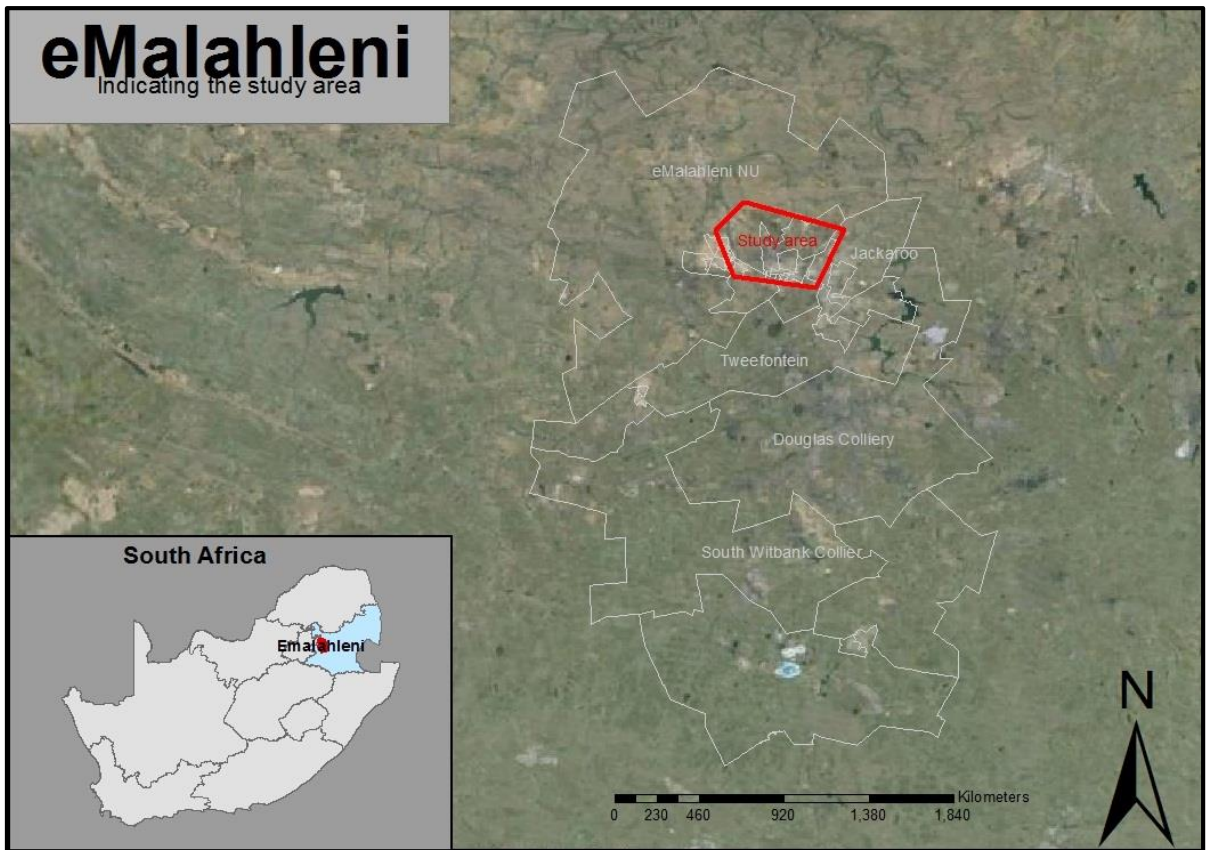 eMalahleni
Indicating the study area
eMalahleni NU
Study area
Jackaroo
Tweefontein
Douglas Colliery
South Witbank Collier
South Africa
Emalahleni
N
Kilometers
0 230 460 920 1,380 1,840